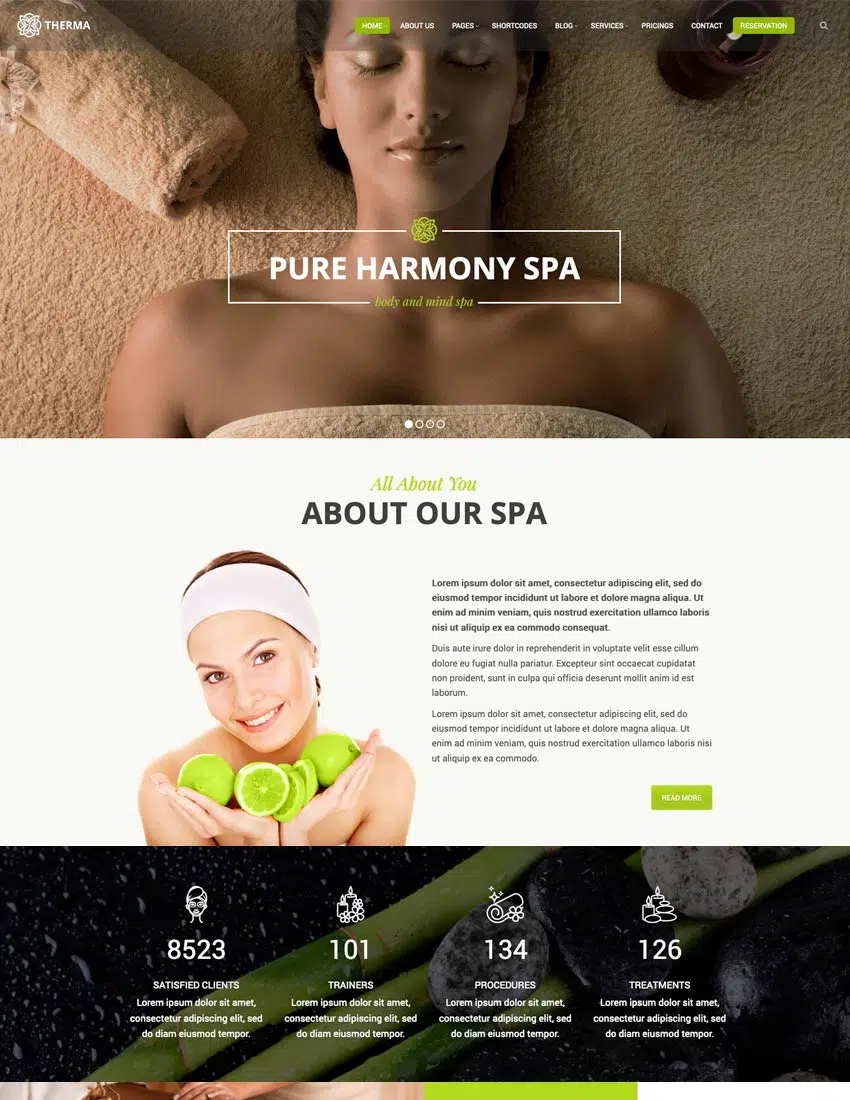 THERMA
HOME ABOUT US PAGES SHORTCODES BLOG SERVICES PRICINGS CONTACT RESERVATION
PURE HARMONY SPA
body and mind spa
All About You
ABOUT OUR SPA
Lorem ipsum dolor sit amet, consectetur adipiscing elit, sed do
eiusmod tempor incididunt ut labore et dolore magna aliqua. Ut
enim ad minim veniam, quis nostrud exercitation ullamco laboris
nisi ut aliquip ex ea commodo consequat.
Duis aute irure dolor in reprehenderit in voluptate velit esse cillum
dolore eu fugiat nulla pariatur. Excepteur sint occaecat cupidatat
non proident, sunt in culpa qui officia deserunt mollit anim id est
laborum.
Lorem ipsum dolor sit amet, consectetur adipiscing elit, sed do
eiusmod tempor incididunt ut labore et dolore magna aliqua. Ut
enim ad minim veniam, quis nostrud exercitation ullamco laboris nisi
ut aliquip ex ea commodo.
READ MORE
8523
SATISFIED CLIENTS
Lorem ipsum dolor sit amet,
consectetur adipiscing elit, sed
do diam eiusmod tempor.
101
TRAINERS
Lorem ipsum dolor sit amet,
consectetur adipiscing elit, sed
do diam eiusmod tempor.
134
PROCEDURES
Lorem ipsum dolor sit amet,
consectetur adipiscing elit, sed
do diam eiusmod tempor.
126
TREATMENTS
Lorem ipsum dolor sit amet,
consectetur adipiscing elit, sed
do diam eiusmod tempor.